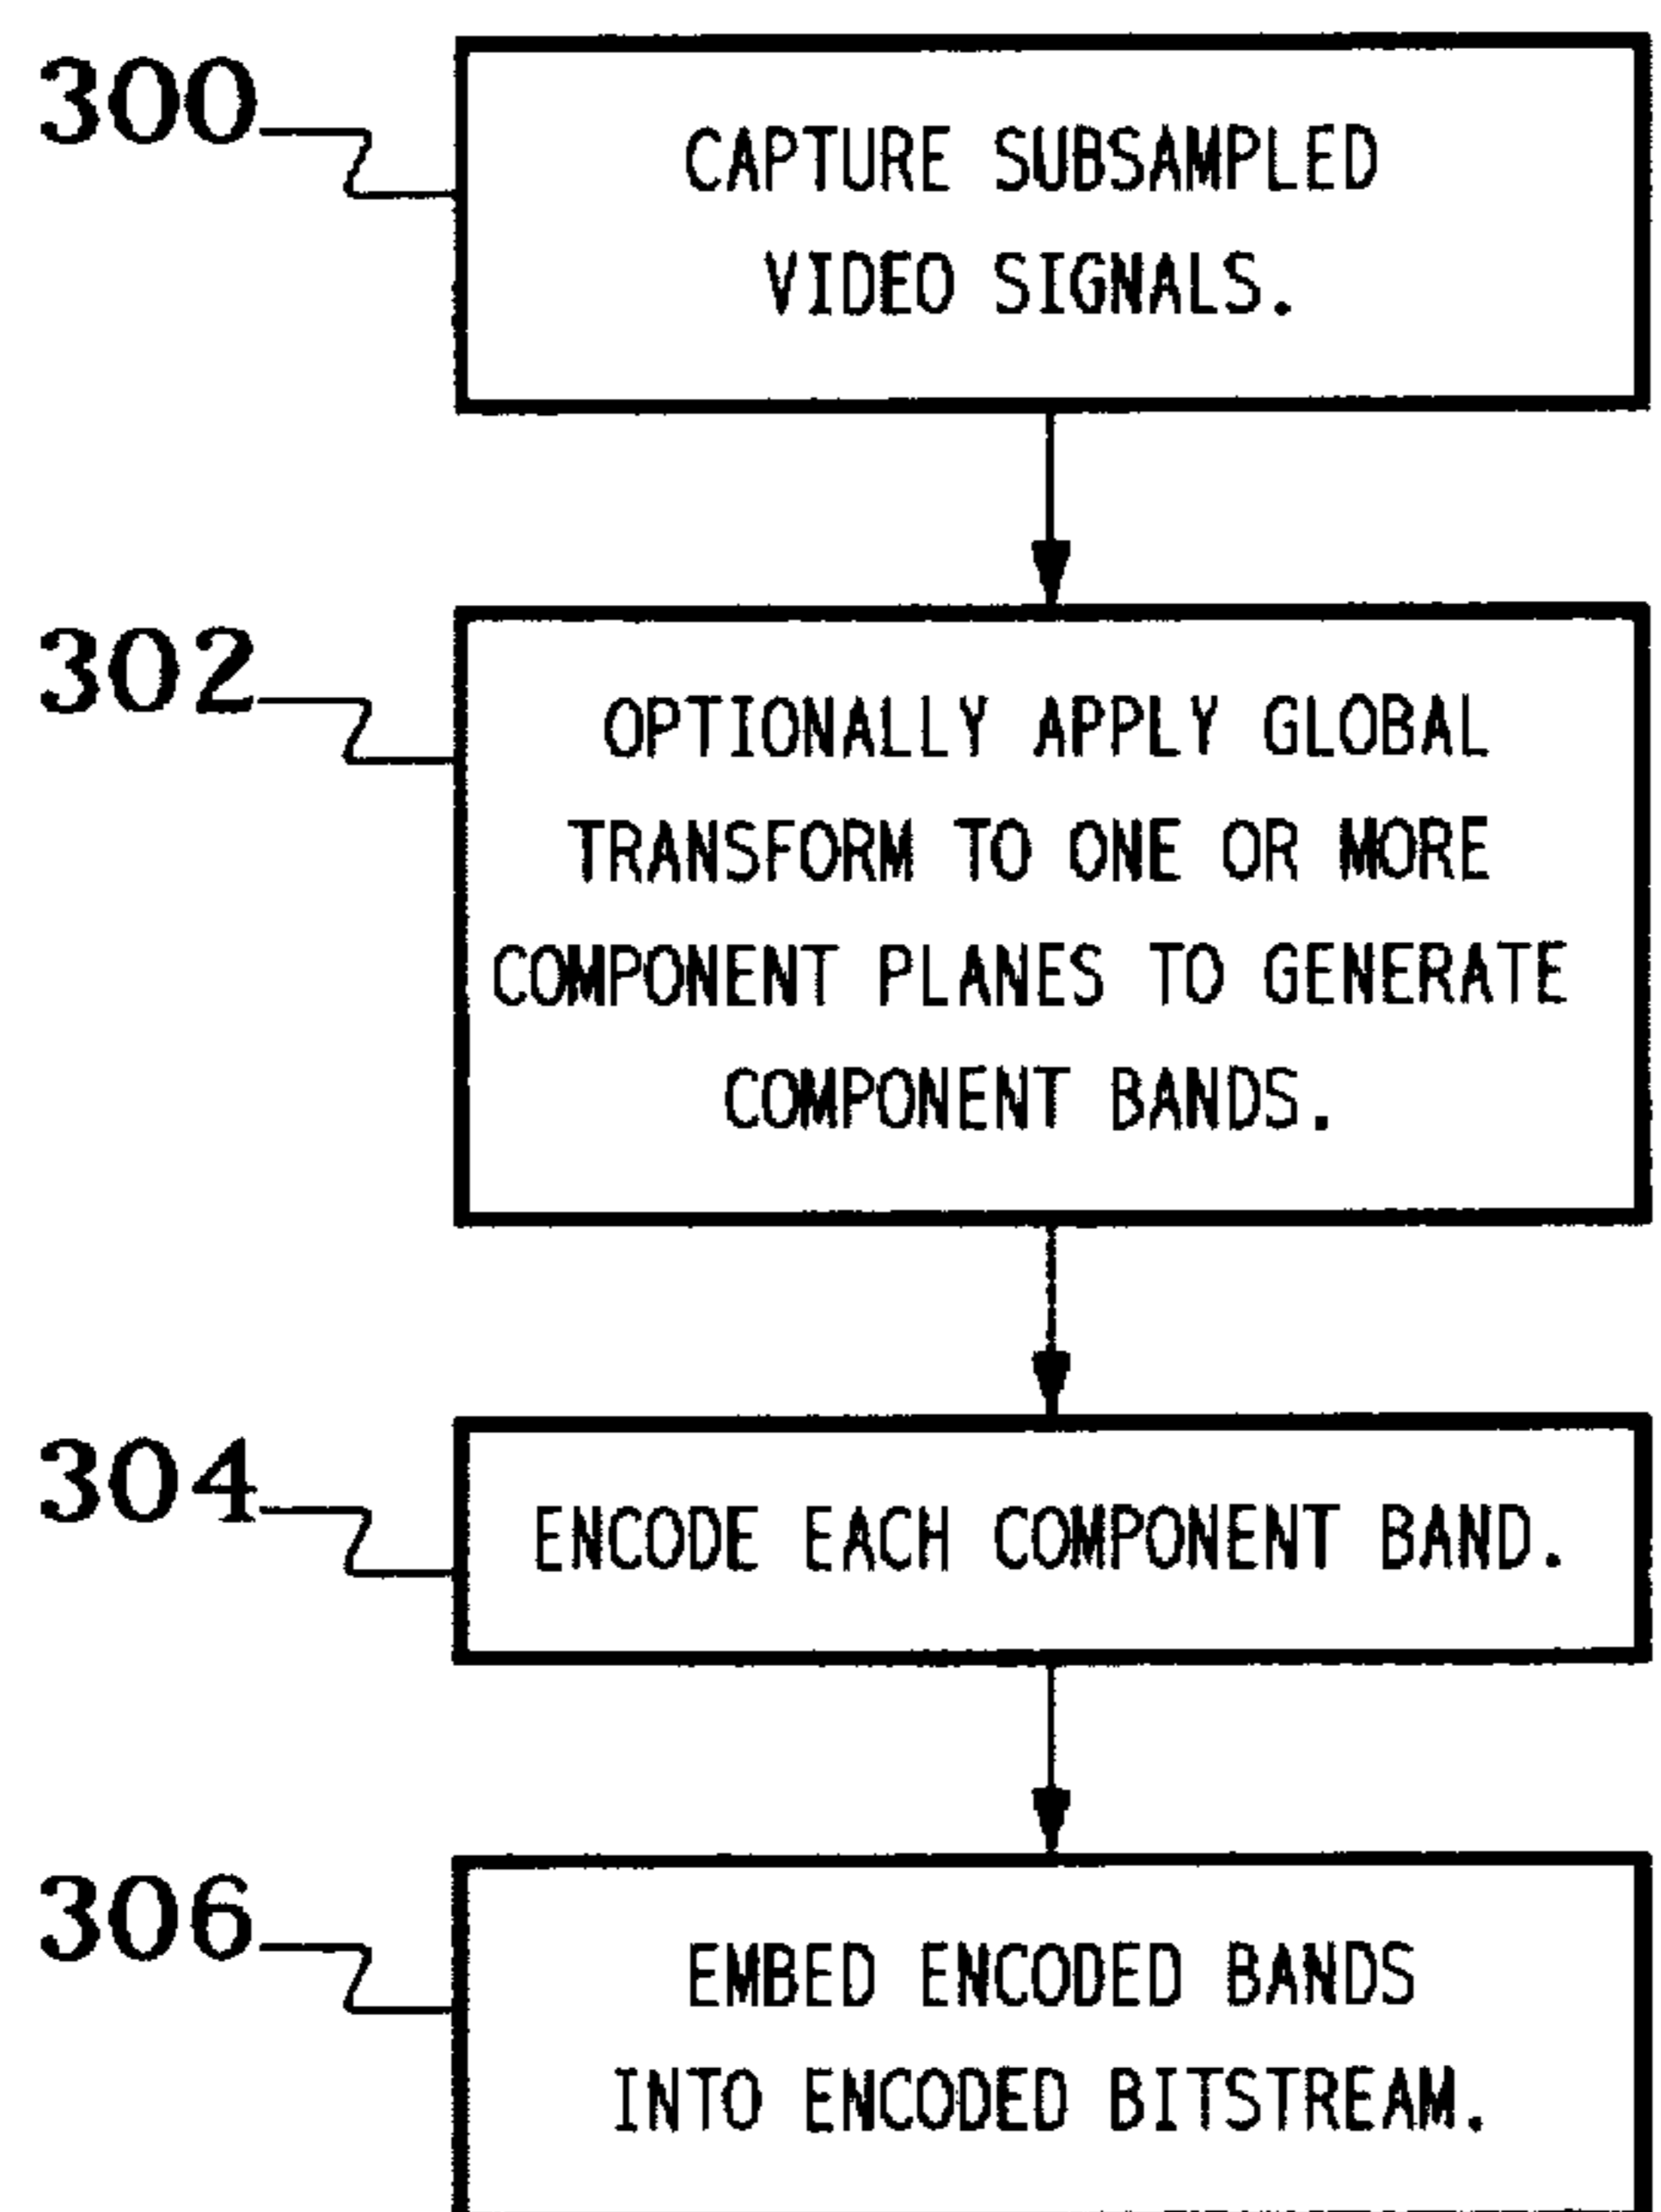 300
CAPTURE SUBSAMPLED
VIDEO SIGNALS.
302
OPTIONALLY APPLY GLOBAL
TRANSFORM TO ONE OR MORE
COMPONENT PLANES TO GENERATE
COMPONENT BANDS.
304
ENCODE EACH COMPONENT BAND.
306
EMBED ENCODED BANDS
INTO ENCODED BITSTREAM.